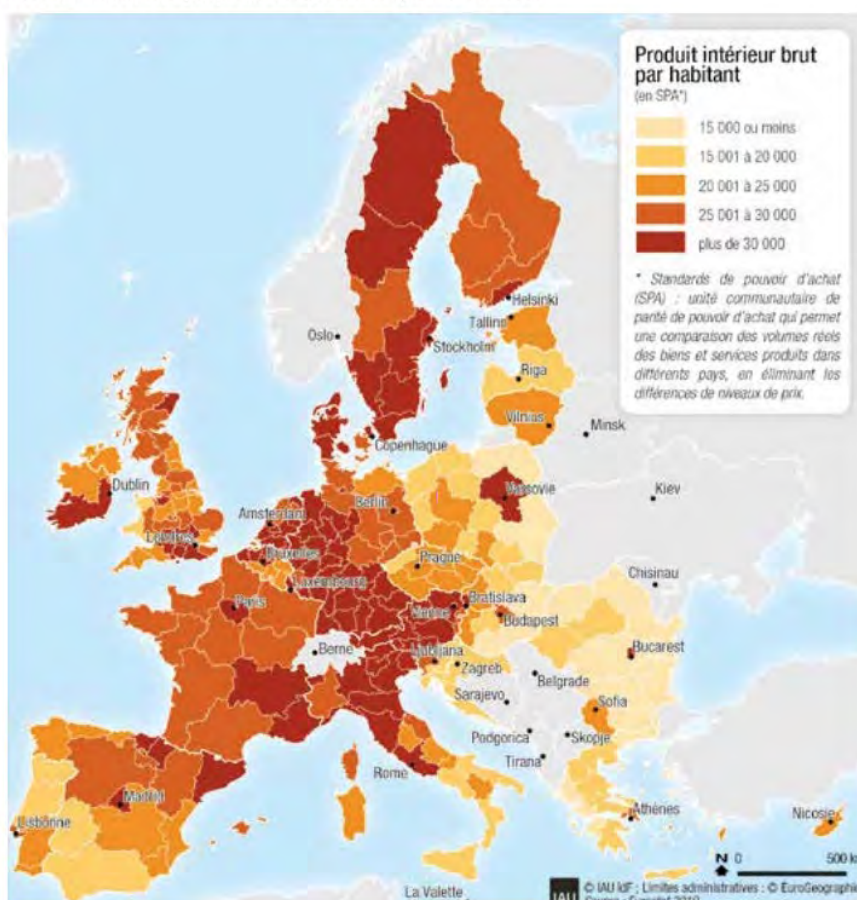 Produit intérieur brut
par habitant
(en SPA*)
15 000 ou moins
15 001 à 20 000
20 001 à 25 000
25 001 à 30 000
plus de 30 000
* Standards de pouvoir d'achat
(SPA) : unité communautaire de
parité de pouvoir d'achat qui permet
une comparaison des volumes réels
des biens et services produits dans
différents pays, en éliminant les
différences de niveaux de prix.
Helsinki
Tallinn
Oslo
Stockholm
Riga
Vilnius
Minsk
Copenhague
Dublin
Varsovie
Kiev
Berlin
Amsterdam
Londres
Bruxelles
Prague
Luxembourg
Chisinau
Paris
Vienne
Bratislava
Budapest
Berne
Ljubljana
Bucarest
Zagreb
Belgrade
Sarajevo
Sofia
Podgorica
Skopje
Rome
Tirana
Madrid
Lisbonne
Athènes
Nicosie
N 0 500 k
La Valette
IAU © IAU IdF ; Limites administratives : © EuroGeographi